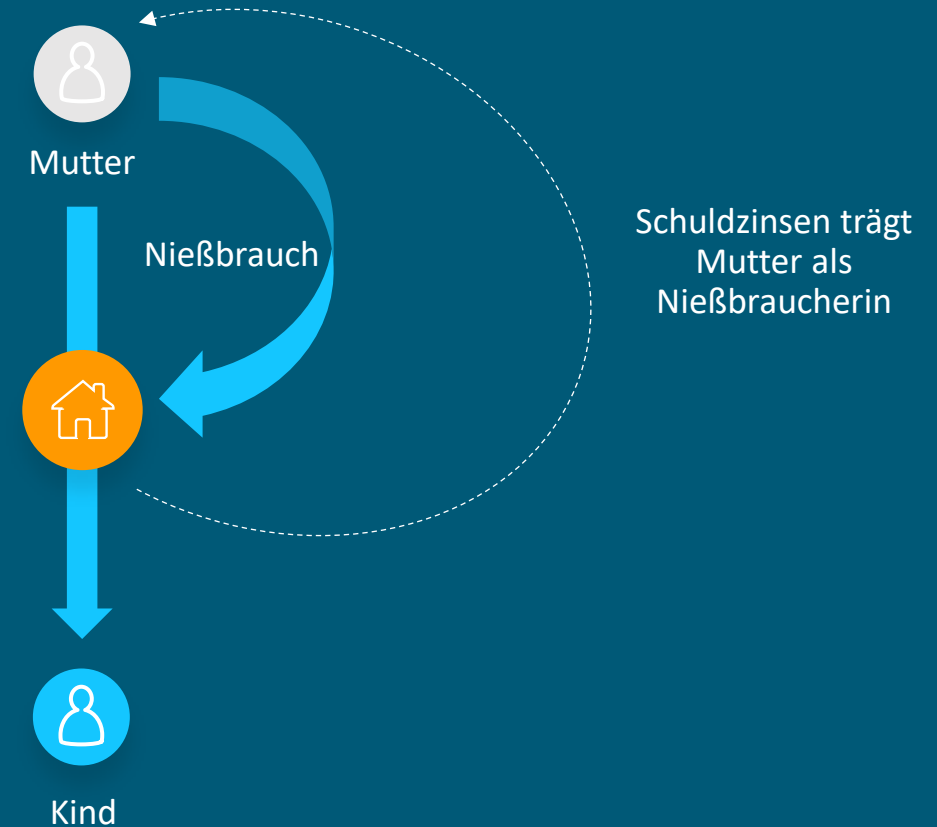 Mutter
Nießbrauch
Schuldzinsen trägt
Mutter als
Nießbraucherin
Kind